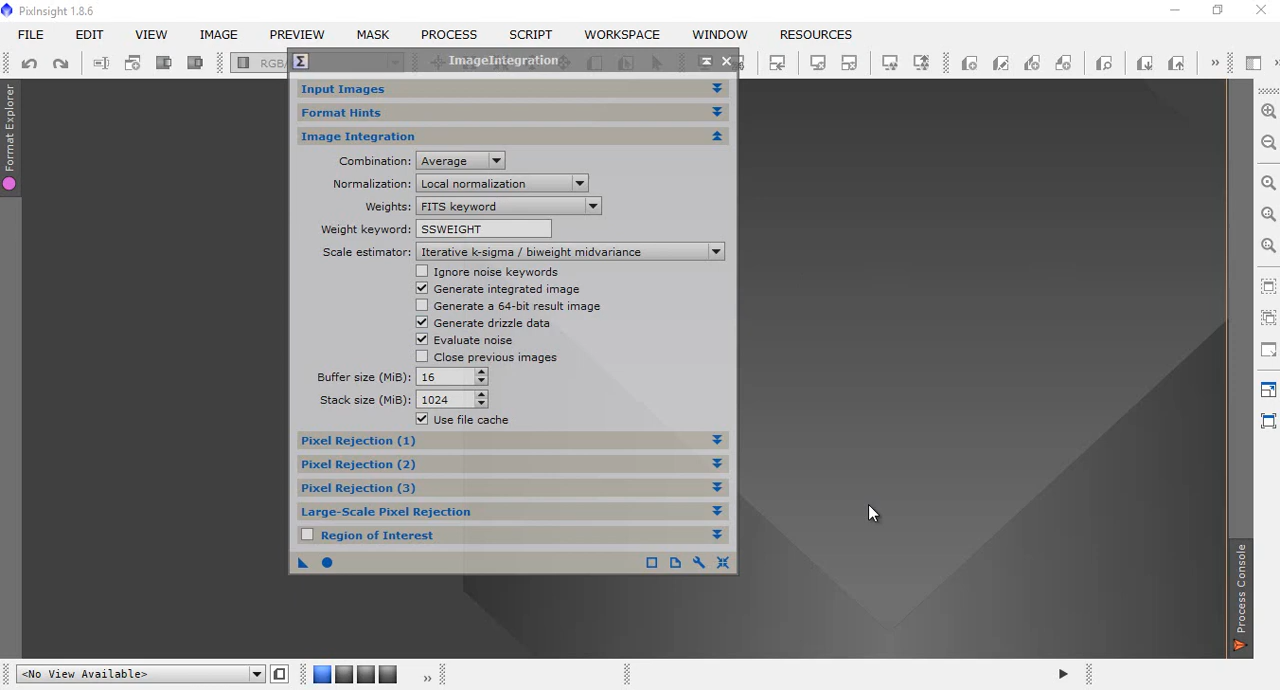 PixInsight 1.8.6
FILE EDIT VIEW IMAGE PREVIEW MASK PROCESS SCRIPT WORKSPACE WINDOW RESOURCES
RGB/
ImageIntegration
Format Explorer
Input Images
Format Hints
Image Integration
Combination: Average
Normalization: Local normalization
Weights: FITS keyword
Weight keyword: SSWEIGHT
Scale estimator: Iterative k-sigma / biweight midvariance
Ignore noise keywords
Generate integrated image
Generate a 64-bit result image
Generate drizzle data
Evaluate noise
Close previous images
Buffer size (MiB): 16
Stack size (MiB): 1024
Use file cache
Pixel Rejection (1)
Pixel Rejection (2)
Pixel Rejection (3)
Large-Scale Pixel Rejection
Region of Interest
Process Console
<No View Available>